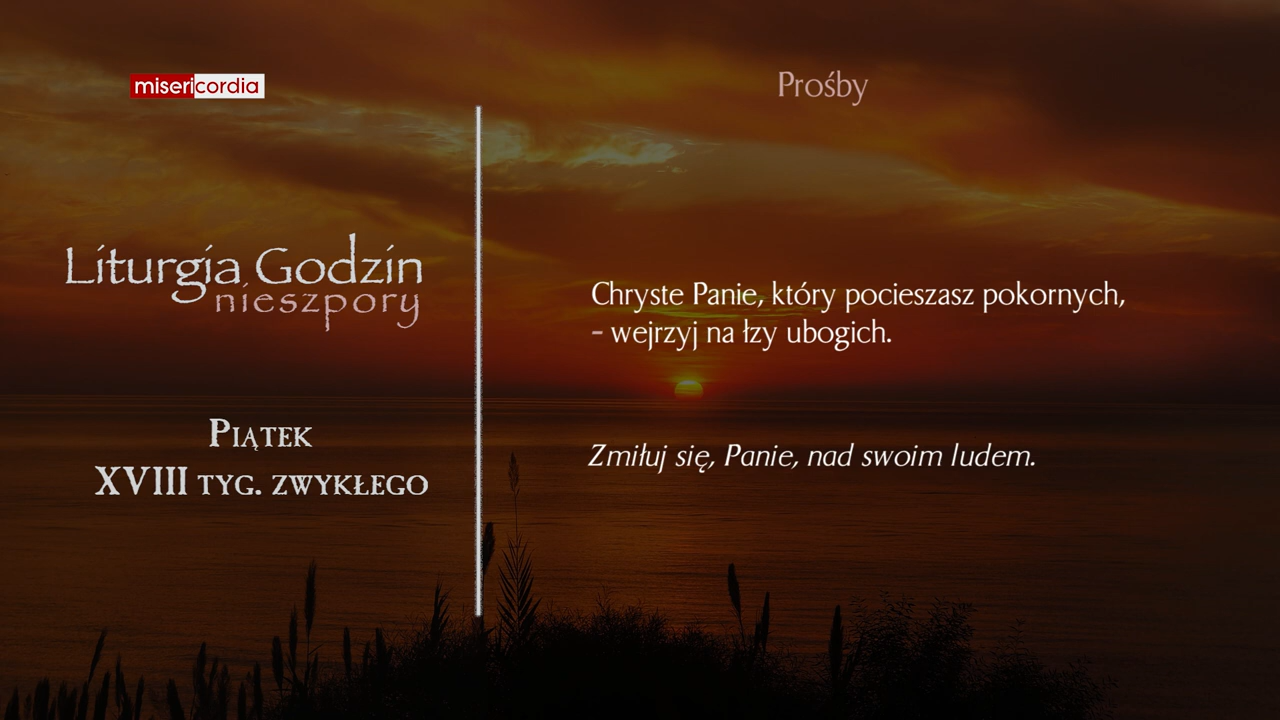 misericordia
Prośby
Liturgia Godzin
nieszpory
Chryste Panie, który pocieszasz pokornych,
– wejrzyj na łzy ubogich.
Piątek
XVIII tyg. zwykłego
Zmiłuj się, Panie, nad swoim ludem.